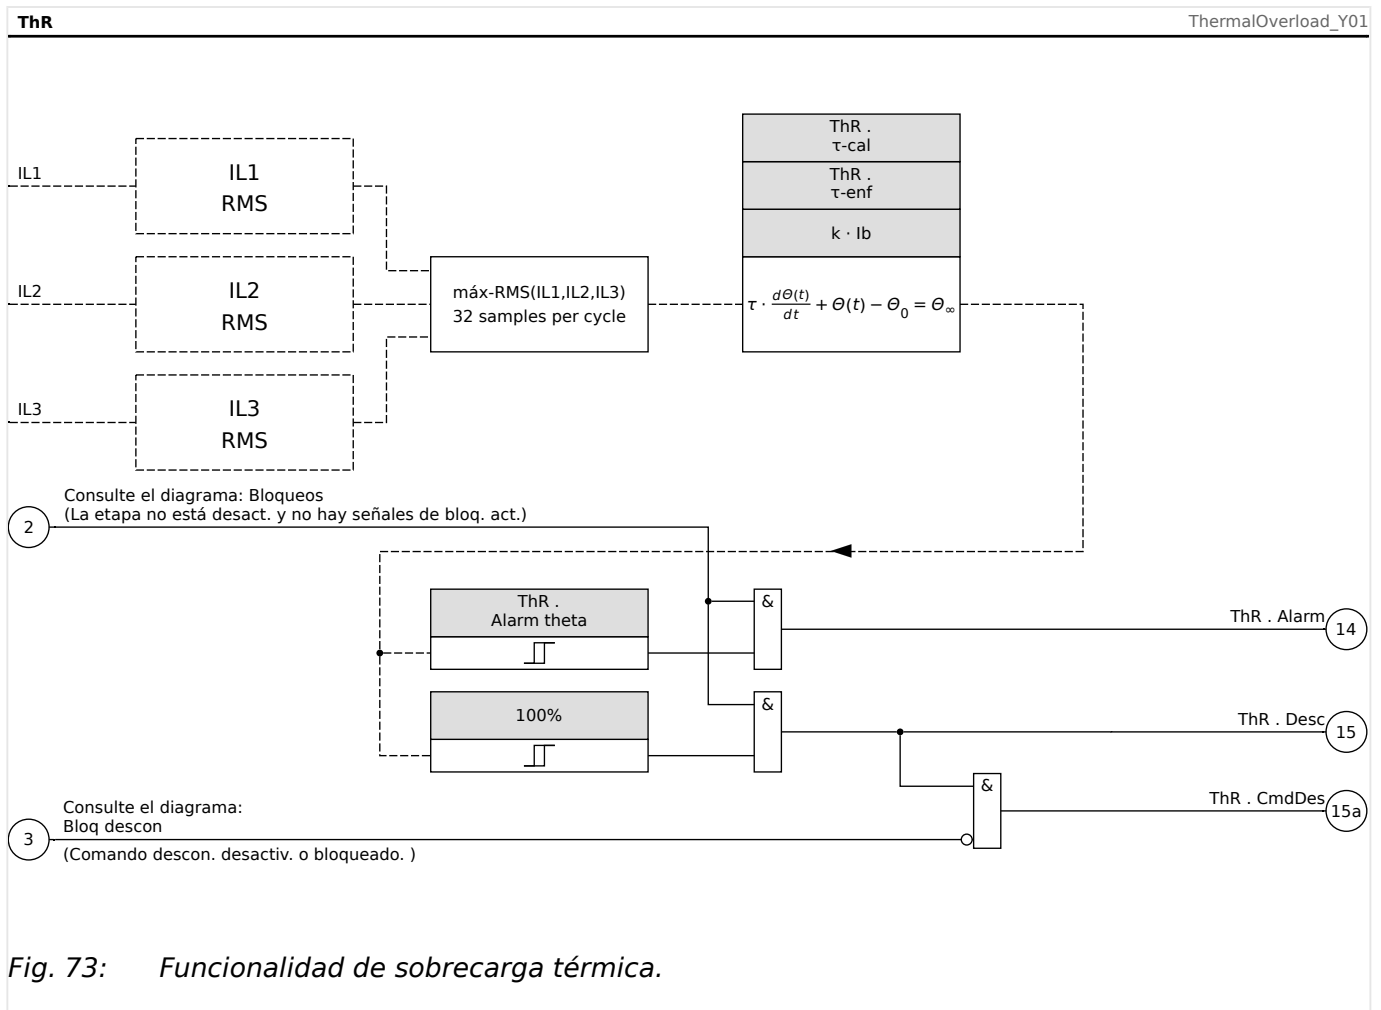 ThR
ThermalOverload_Y01
ThR .
τ-cal
ThR .
τ-enf
k · Ib
IL1
IL1
RMS
IL2
IL2
RMS
máx-RMS(IL1,IL2,IL3)
32 samples per cycle
τ · dΘ(t)/dt + Θ(t) − Θ₀ = Θ∞
IL3
IL3
RMS
Consulte el diagrama: Bloqueos
(La etapa no está desact. y no hay señales de bloq. act.)
2
ThR .
Alarm theta
&
ThR . Alarm
14
100%
&
ThR . Desc
15
&
ThR . CmdDes
15a
Consulte el diagrama:
Bloq descon
3
(Comando descon. desactiv. o bloqueado. )
Fig. 73: Funcionalidad de sobrecarga térmica.